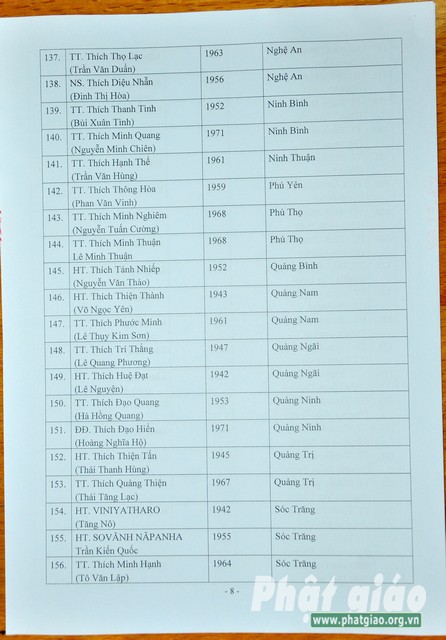 137. TT. Thích Thọ Lạc 1963 Nghệ An
(Trần Văn Duẩn)
138. NS. Thích Diệu Nhẫn 1956 Nghệ An
(Đinh Thị Hòa)
139. TT. Thích Thanh Tình 1952 Ninh Bình
(Bùi Xuân Tình)
140. TT. Thích Minh Quang 1971 Ninh Bình
(Nguyễn Minh Chiên)
141. TT. Thích Hạnh Thể 1961 Ninh Thuận
(Trần Văn Hùng)
142. TT. Thích Thông Hòa 1959 Phú Yên
(Phan Văn Vinh)
143. TT. Thích Minh Nghiêm 1968 Phú Thọ
(Nguyễn Tuấn Cường)
144. TT. Thích Minh Thuận 1968 Phú Thọ
Lê Minh Thuận
145. HT. Thích Tánh Nhiếp 1952 Quảng Bình
(Nguyễn Văn Thảo)
146. HT. Thích Thiện Thành 1943 Quảng Nam
(Võ Ngọc Yên)
147. TT. Thích Phước Minh 1961 Quảng Nam
(Lê Thụy Kim Sơn)
148. TT. Thích Trí Thắng 1947 Quảng Ngãi
(Lê Quang Phương)
149. HT. Thích Huệ Đạt 1942 Quảng Ngãi
(Lê Nguyện)
150. TT. Thích Đạo Quang 1953 Quảng Ninh
(Hà Hồng Quang)
151. ĐĐ. Thích Đạo Hiển 1971 Quảng Ninh
(Hoàng Nghĩa Hộ)
152. HT. Thích Thiện Tấn 1945 Quảng Trị
(Thái Thanh Hùng)
153. TT. Thích Quảng Thiện 1967 Quảng Trị
(Thái Tăng Lạc)
154. HT. VINIYATHARO 1942 Sóc Trăng
(Tăng Nô)
155. HT. SOVĂNH NĂPANHA 1955 Sóc Trăng
Trần Kiến Quốc
156. TT. Thích Minh Hạnh 1964 Sóc Trăng
(Tô Văn Lập)
- 8 -
Phật giáo
www.phatgiao.org.vn